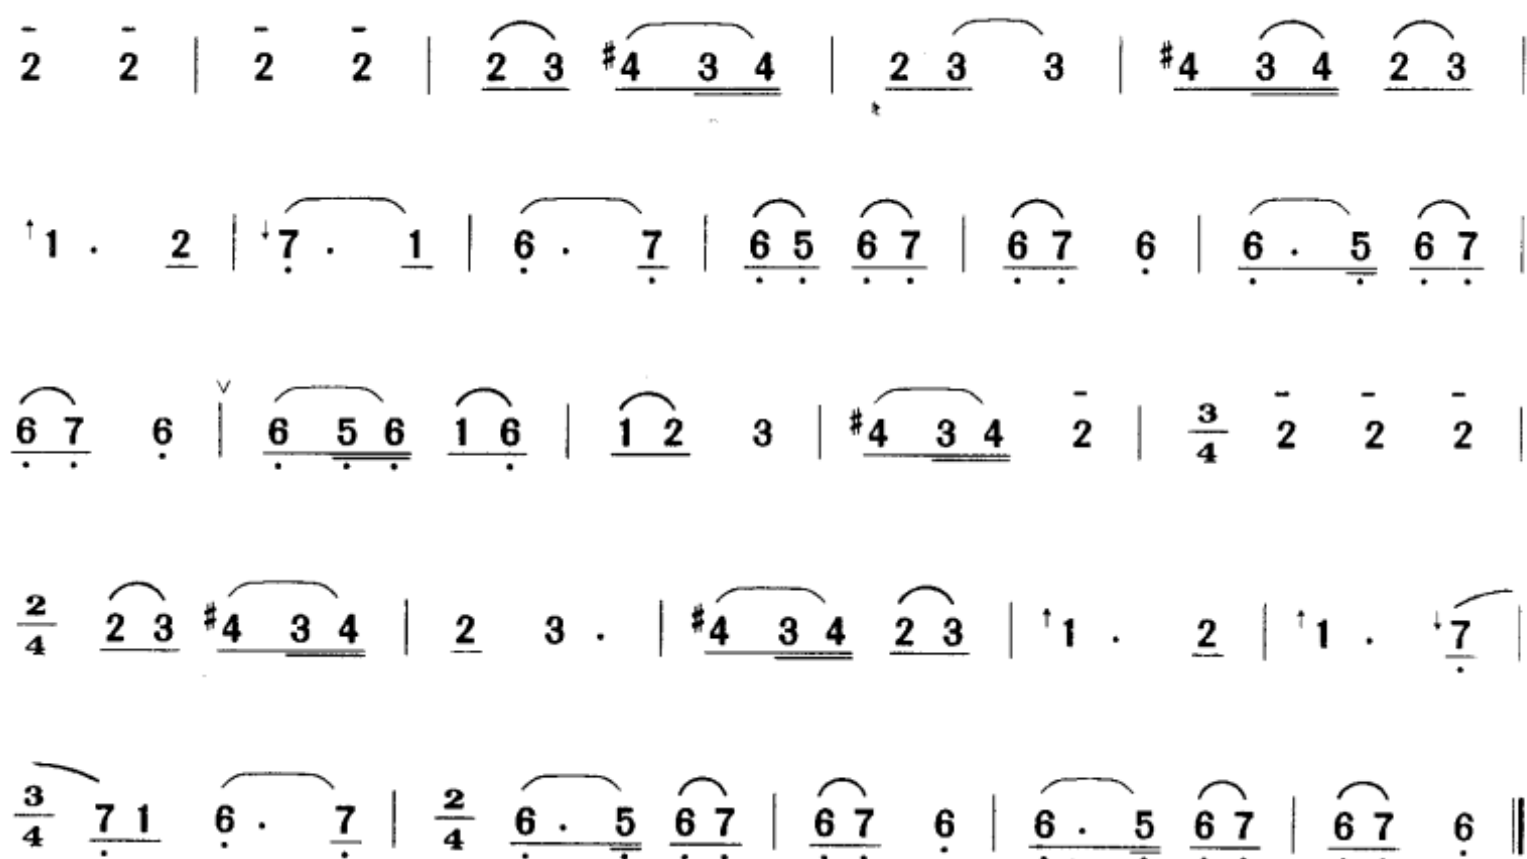 2 2 | 2 2 | 2 3 #4 3 4 | 2 3 3 | #4 3 4 2 3 |
↑1 · 2 | ↓7 · 1 | 6 · 7 | 6 5 6 7 | 6 7 6 | 6 · 5 6 7 |
6 7 6 ∨ | 6 5 6 1 6 | 1 2 3 | #4 3 4 2 | 3/4 2 2 2 |
2/4 2 3 #4 3 4 | 2 3 · | #4 3 4 2 3 | ↑1 · 2 | ↑1 · ↓7 |
3/4 7 1 6 · 7 | 2/4 6 · 5 6 7 | 6 7 6 | 6 · 5 6 7 | 6 7 6 ‖